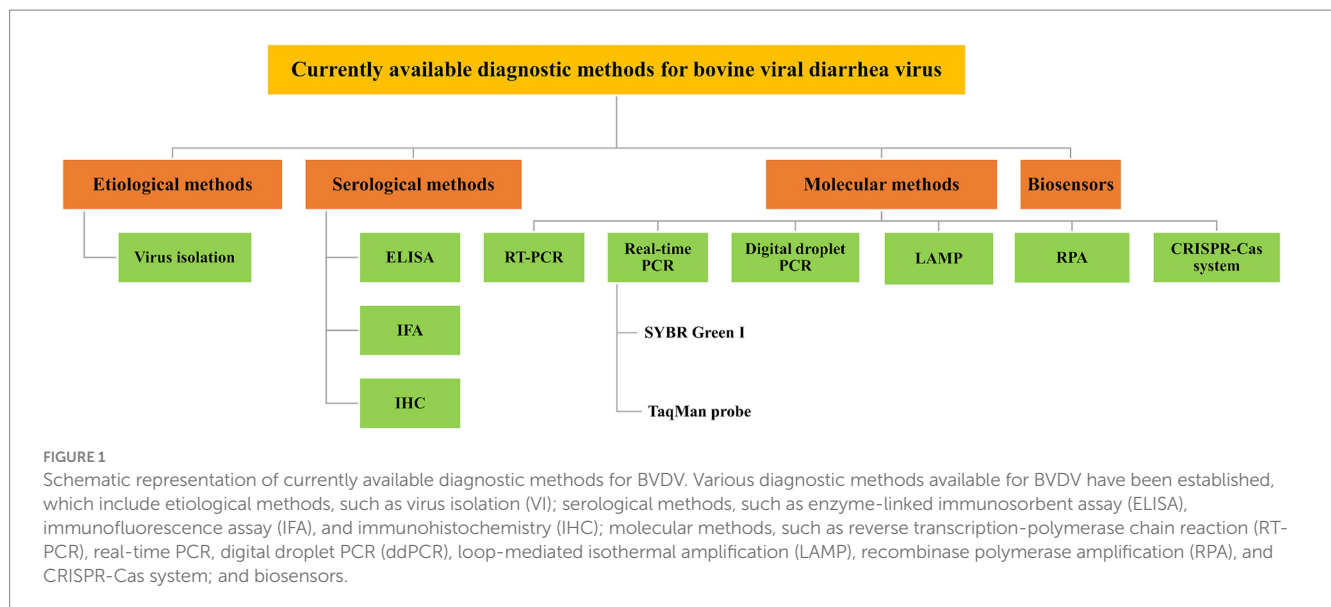 Currently available diagnostic methods for bovine viral diarrhea virus
Etiological methods
Serological methods
Molecular methods
Biosensors
Virus isolation
ELISA
RT-PCR
Real-time
PCR
Digital droplet
PCR
LAMP
RPA
CRISPR-Cas
system
IFA
SYBR Green I
IHC
TaqMan probe
FIGURE 1
Schematic representation of currently available diagnostic methods for BVDV. Various diagnostic methods available for BVDV have been established,
which include etiological methods, such as virus isolation (VI); serological methods, such as enzyme-linked immunosorbent assay (ELISA),
immunofluorescence assay (IFA), and immunohistochemistry (IHC); molecular methods, such as reverse transcription-polymerase chain reaction (RT-
PCR), real-time PCR, digital droplet PCR (ddPCR), loop-mediated isothermal amplification (LAMP), recombinase polymerase amplification (RPA), and
CRISPR-Cas system; and biosensors.